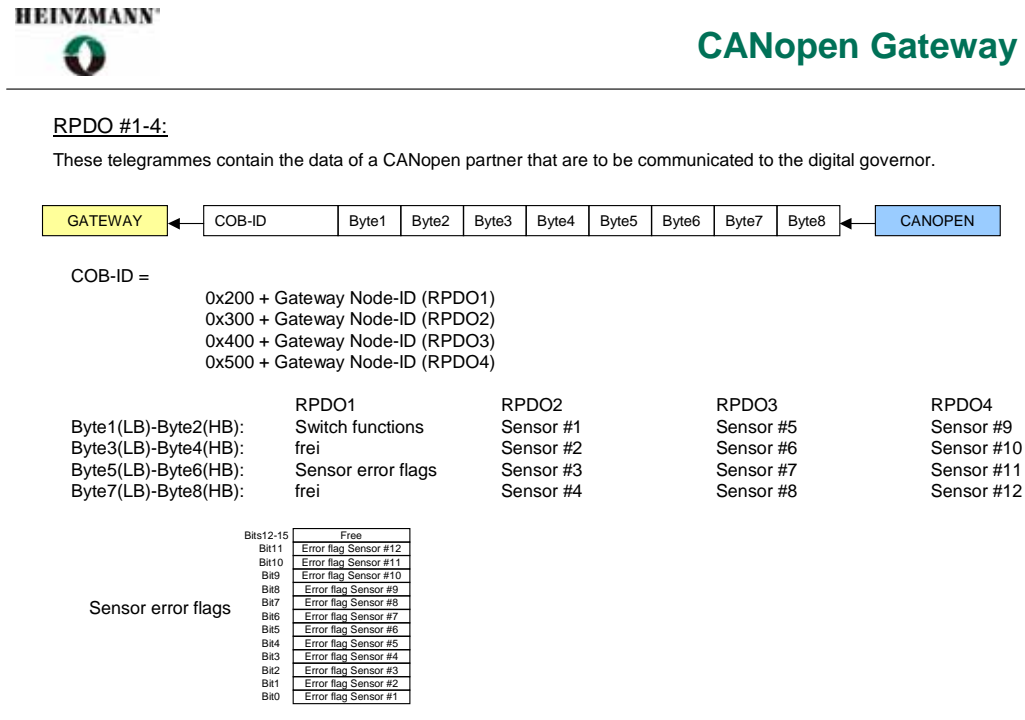 HEINZMANN®
CANopen Gateway
RPDO #1-4:
These telegrammes contain the data of a CANopen partner that are to be communicated to the digital governor.
GATEWAY COB-ID Byte1 Byte2 Byte3 Byte4 Byte5 Byte6 Byte7 Byte8 CANOPEN
COB-ID =
0x200 + Gateway Node-ID (RPDO1)
0x300 + Gateway Node-ID (RPDO2)
0x400 + Gateway Node-ID (RPDO3)
0x500 + Gateway Node-ID (RPDO4)
RPDO1 RPDO2 RPDO3 RPDO4
Byte1(LB)-Byte2(HB): Switch functions Sensor #1 Sensor #5 Sensor #9
Byte3(LB)-Byte4(HB): frei Sensor #2 Sensor #6 Sensor #10
Byte5(LB)-Byte6(HB): Sensor error flags Sensor #3 Sensor #7 Sensor #11
Byte7(LB)-Byte8(HB): frei Sensor #4 Sensor #8 Sensor #12
Bits12-15 Free
Bit11 Error flag Sensor #12
Bit10 Error flag Sensor #11
Bit9 Error flag Sensor #10
Bit8 Error flag Sensor #9
Bit7 Error flag Sensor #8
Sensor error flags
Bit6 Error flag Sensor #7
Bit5 Error flag Sensor #6
Bit4 Error flag Sensor #5
Bit3 Error flag Sensor #4
Bit2 Error flag Sensor #3
Bit1 Error flag Sensor #2
Bit0 Error flag Sensor #1